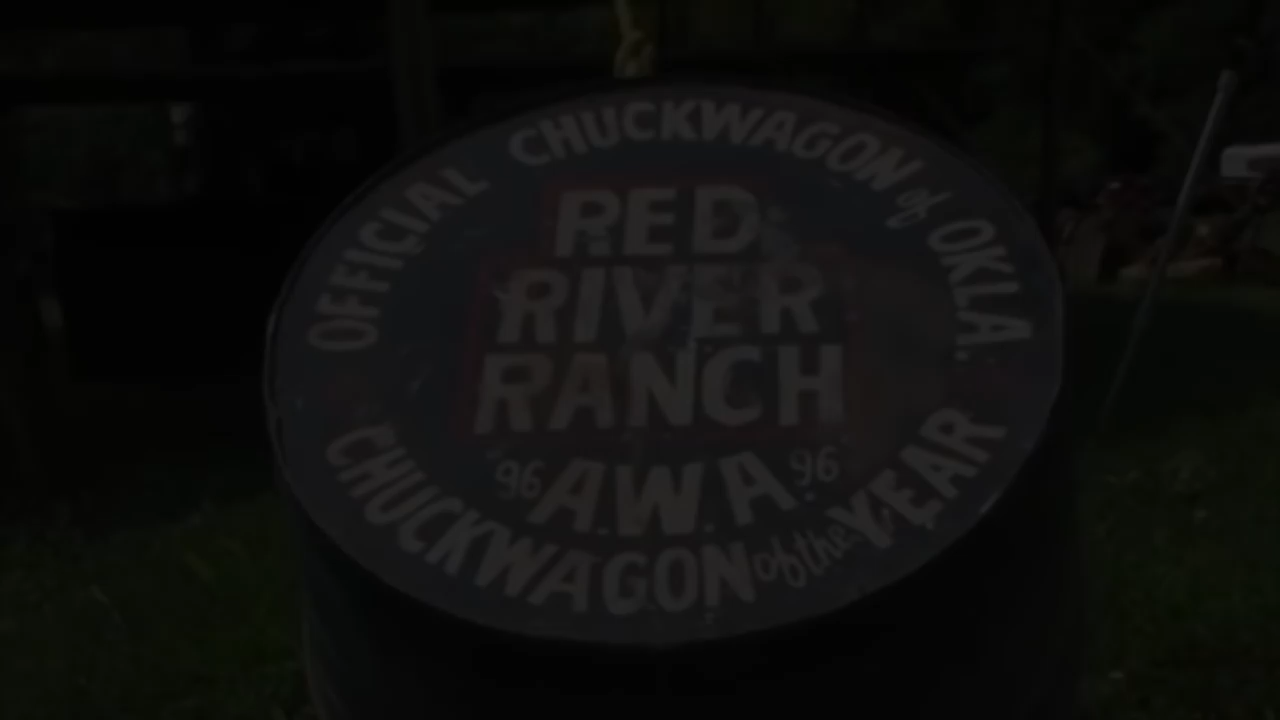 OFFICIAL CHUCKWAGON of OKLA.
RED
RIVER
RANCH
96 A.W.A 96
CHUCKWAGON of the YEAR